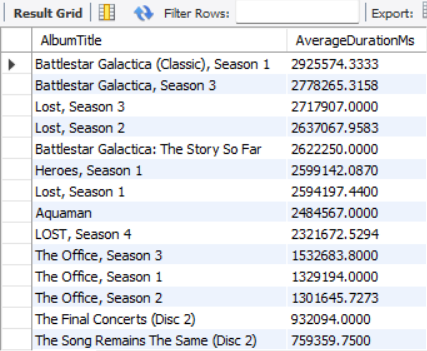 Result Grid Filter Rows: Export:
AlbumTitle AverageDurationMs
Battlestar Galactica (Classic), Season 1 2925574.3333
Battlestar Galactica, Season 3 2778265.3158
Lost, Season 3 2717907.0000
Lost, Season 2 2637067.9583
Battlestar Galactica: The Story So Far 2622250.0000
Heroes, Season 1 2599142.0870
Lost, Season 1 2594197.4400
Aquaman 2484567.0000
LOST, Season 4 2321672.5294
The Office, Season 3 1532683.8000
The Office, Season 1 1329194.0000
The Office, Season 2 1301645.7273
The Final Concerts (Disc 2) 932094.0000
The Song Remains The Same (Disc 2) 759359.7500